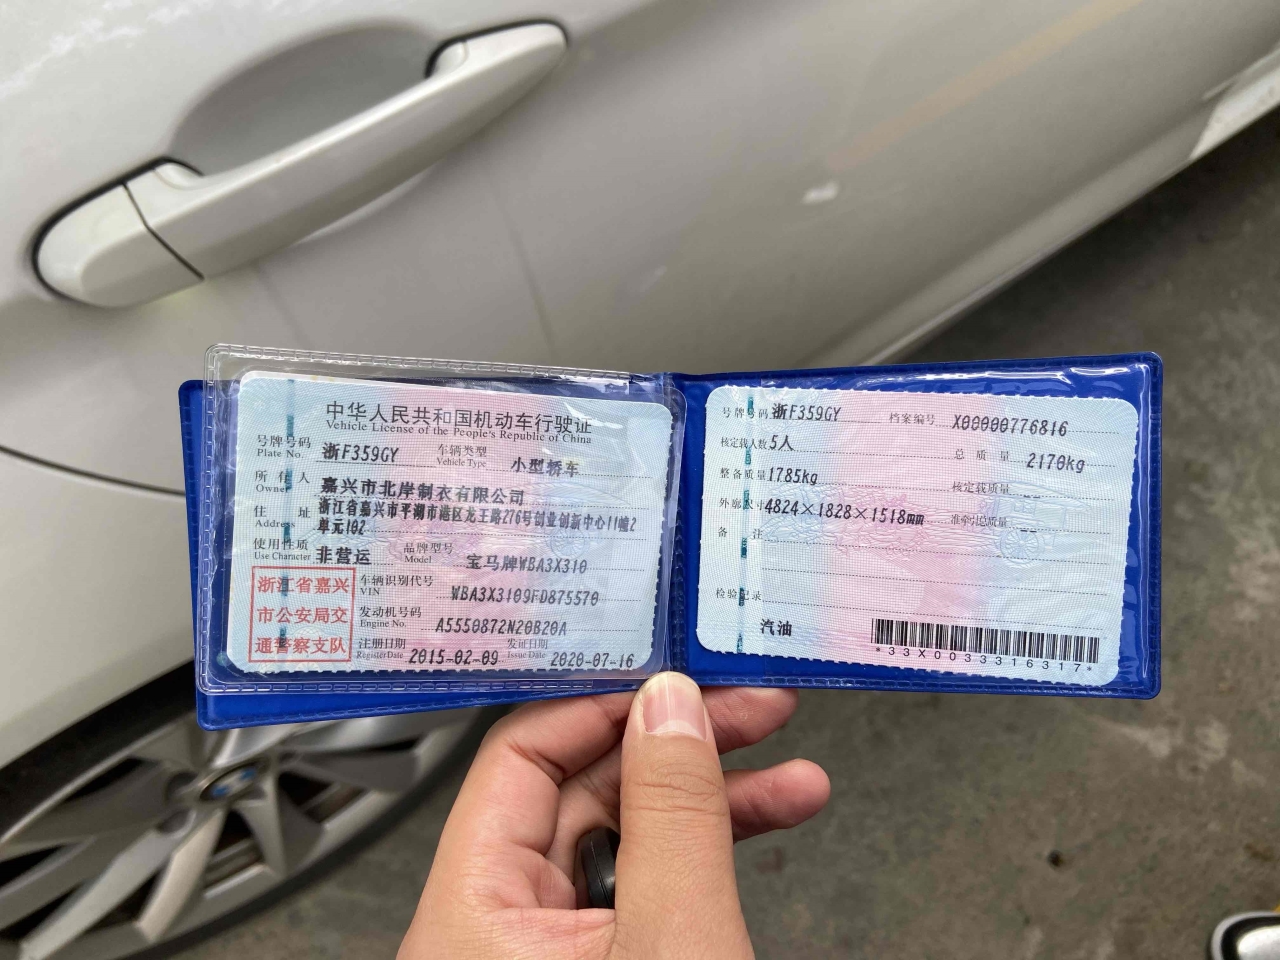 中华人民共和国机动车行驶证
Vehicle License of the People's Republic of China
号牌号码 浙F359GY 车辆类型 小型轿车
Plate No. Vehicle Type
所有人 嘉兴市北岸制衣有限公司
Owner
住址 浙江省嘉兴市平湖市港区龙王路276号创业创新中心11幢2
Address 单元102
使用性质 非营运 品牌型号 宝马牌WBA3X310
Use Character Model
浙江省嘉兴
市公安局交
通警察支队
车辆识别代号 WBA3X3109FD875570
VIN
发动机号码 A5550872N20B20A
Engine No.
注册日期 2015-02-09 发证日期 2020-07-16
Register Date Issue Date
号牌号码 浙F359GY 档案编号 X00000776816
核定载人数 5人 总质量 2170kg
整备质量 1785kg 核定载质量 --
外廓尺寸 4824×1828×1518mm 准牵引总质量 --
备注
检验记录
汽油
*33X0033316317*